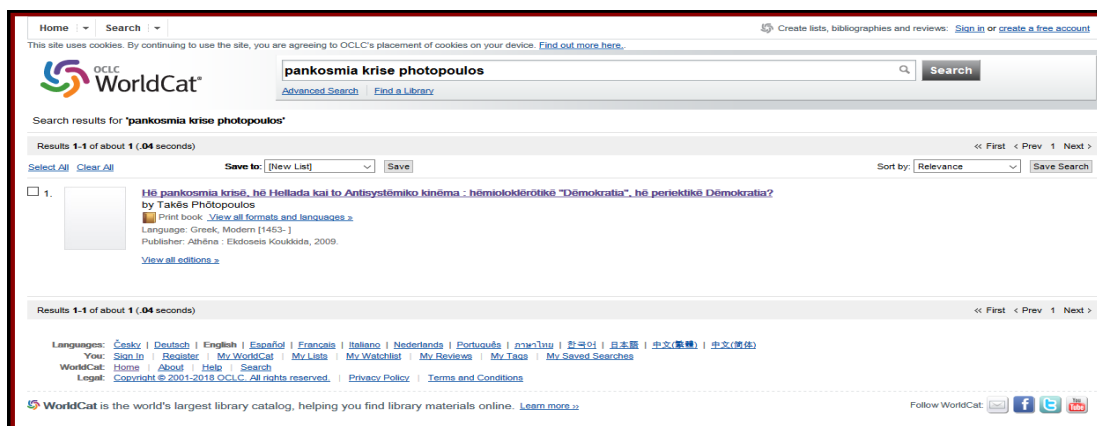 Home Search Create lists, bibliographies and reviews: Sign in or create a free account
This site uses cookies. By continuing to use the site, you are agreeing to OCLC's placement of cookies on your device. Find out more here..
OCLC
WorldCat®
pankosmia krise photopoulos Search
Advanced Search | Find a Library
Search results for 'pankosmia krise photopoulos'
Results 1-1 of about 1 (.04 seconds) « First < Prev 1 Next >
Select All Clear All Save to: [New List] Save Sort by: Relevance Save Search
1. Hē pankosmia krisē, hē Hellada kai to Antisystēmiko kinēma : hēmioloklērōtikē "Dēmokratia", hē periektikē Dēmokratia?
by Takēs Phōtopoulos
Print book View all formats and languages »
Language: Greek, Modern [1453- ]
Publisher: Athēna : Ekdoseis Koukkida, 2009.
View all editions »
Results 1-1 of about 1 (.04 seconds) « First < Prev 1 Next >
Languages: Česky | Deutsch | English | Español | Français | Italiano | Nederlands | Português | ภาษาไทย | 한국어 | 日本語 | 中文(繁體) | 中文(简体)
You: Sign In | Register | My WorldCat | My Lists | My Watchlist | My Reviews | My Tags | My Saved Searches
WorldCat: Home | About | Help | Search
Legal: Copyright © 2001-2018 OCLC. All rights reserved. | Privacy Policy | Terms and Conditions
WorldCat is the world's largest library catalog, helping you find library materials online. Learn more » Follow WorldCat: You Tube